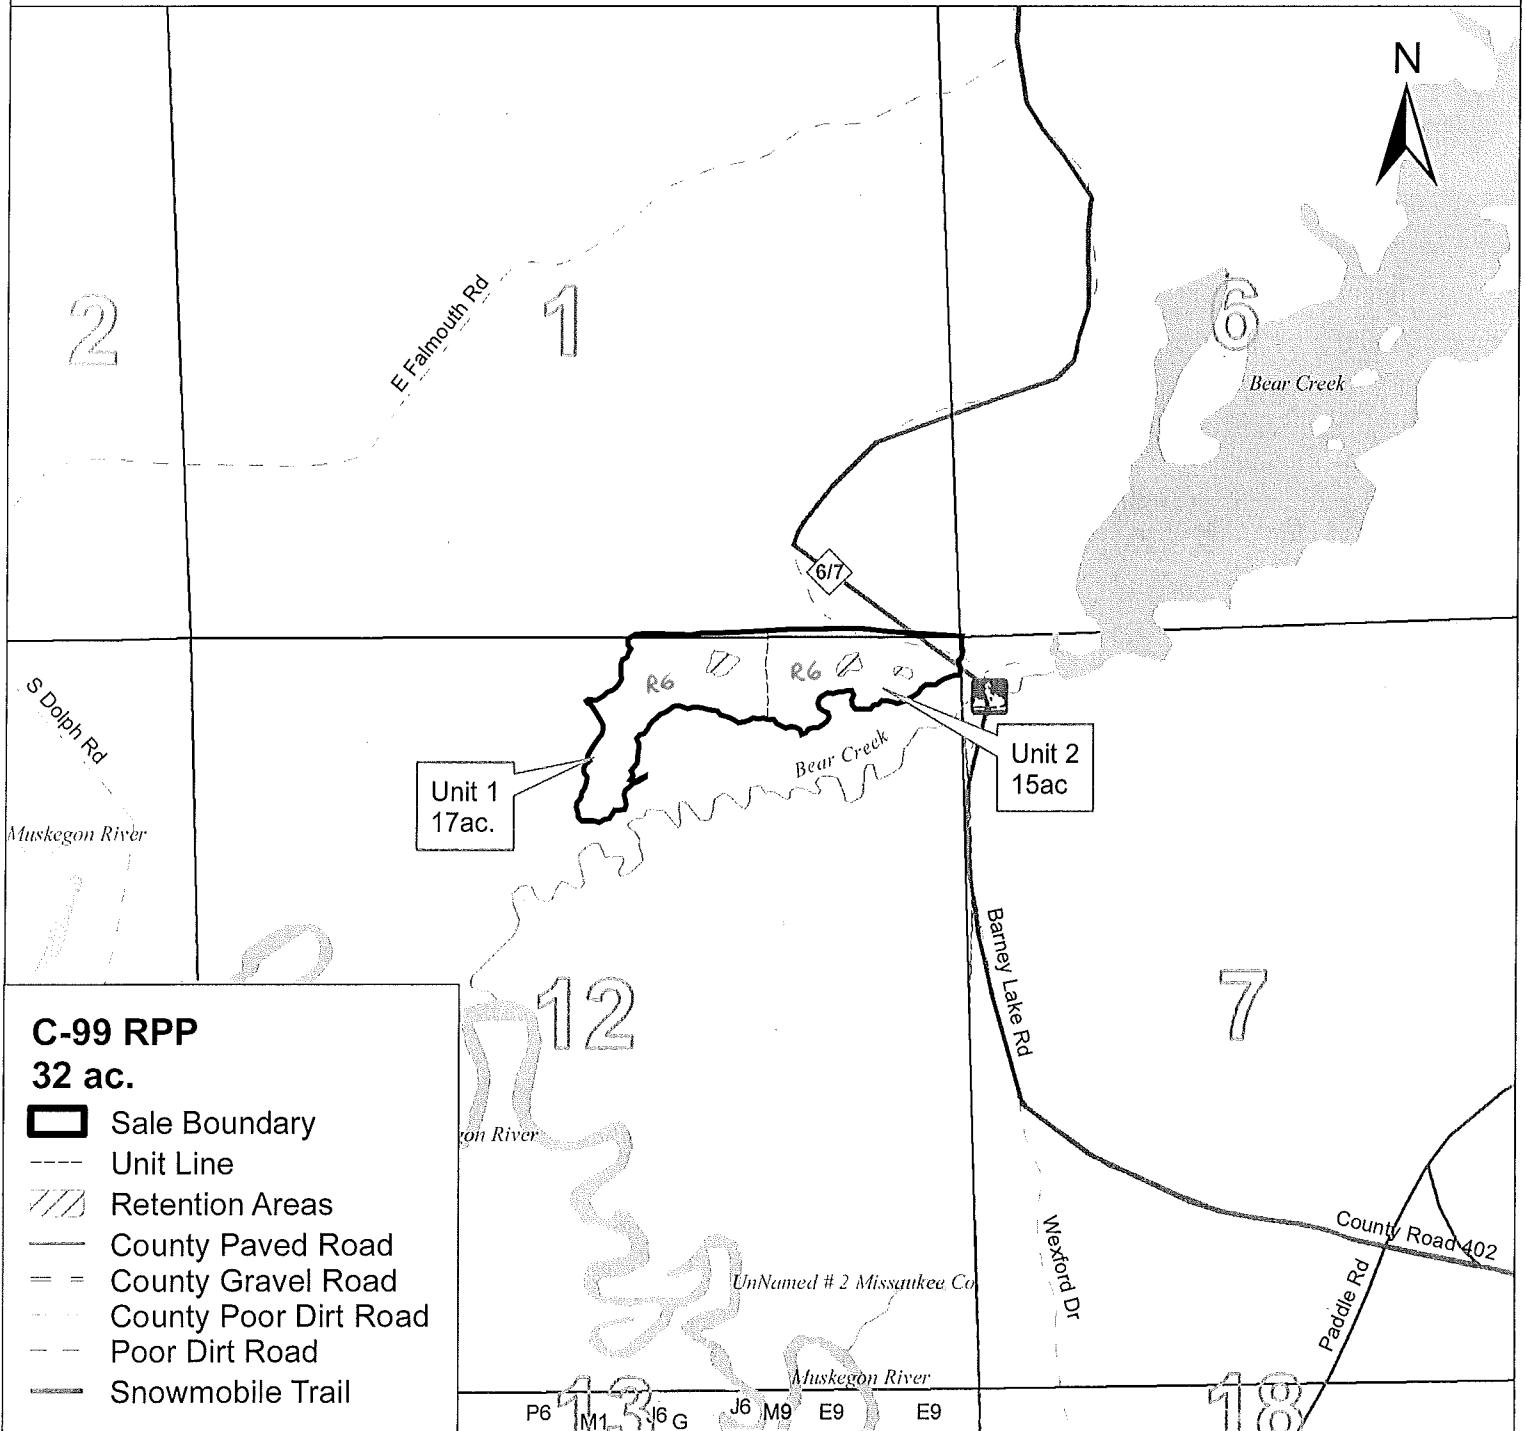 N
2
1
6
E Falmouth Rd
Bear Creek
6/7
R6
R6
S Dolph Rd
Unit 2
15ac
Bear Creek
Unit 1
17ac.
Muskegon River
Barney Lake Rd
12
7
C-99 RPP
32 ac.
Sale Boundary
Unit Line
Retention Areas
County Paved Road
County Gravel Road
County Poor Dirt Road
Poor Dirt Road
Snowmobile Trail
gon River
County Road 402
Wexford Dr
Paddle Rd
UnNamed # 2 Missaukee Co
Muskegon River
13
18
P6 M1 J6 G J6 M9 E9 E9